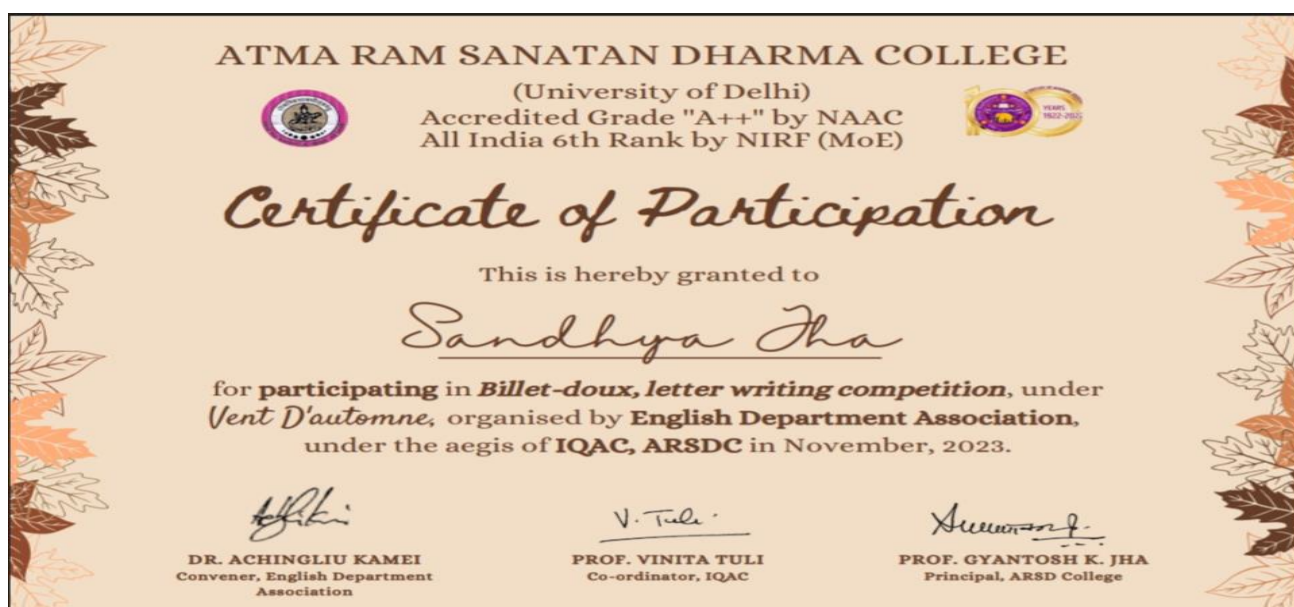 ATMA RAM SANATAN DHARMA COLLEGE
(University of Delhi)
Accredited Grade "A++" by NAAC
All India 6th Rank by NIRF (MoE)
YEARS
Certificate of Participation
This is hereby granted to
Sandhya Jha
for participating in Billet-doux, letter writing competition, under
Vent D'automne, organised by English Department Association,
under the aegis of IQAC, ARSDC in November, 2023.
V. Tuli
DR. ACHINGLIU KAMEI
Convener, English Department
Association
PROF. VINITA TULI
Co-ordinator, IQAC
PROF. GYANTOSH K. JHA
Principal, ARSD College